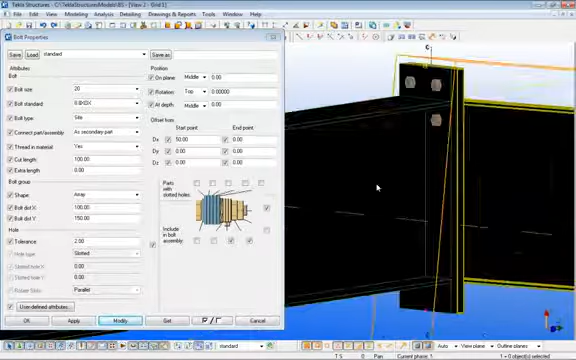 Tekla Structures - C:\TeklaStructuresModels\BS - [View 2 - Grid 1]
File Edit View Modeling Analysis Detailing Drawings & Reports Tools Window Help
Bolt Properties
Save Load standard Save as
Attributes
Bolt
Bolt size 20
Bolt standard 8.8XOX
Bolt type Site
Connect part/assembly As secondary part
Thread in material Yes
Cut length 100.00
Extra length 0.00
Bolt group
Shape: Array
Bolt dist X 100.00
Bolt dist Y 150.00
Hole
Tolerance 2.00
Hole type Slotted
Slotted hole X 0.00
Slotted hole Y 0.00
Rotate Slots Parallel
User-defined attributes...
Position
On plane Middle 0.00
Rotation Top 0.00000
At depth Middle 0.00
Offset from
Start point End point
Dx 50.00 0.00
Dy 0.00 0.00
Dz 0.00 0.00
Parts with slotted holes
Include in bolt assembly
OK Apply Modify Get Cancel
C
standard
Auto View plane Outline planes
T S 0 Pan Current phase: 1 1 + 0 object(s) selected